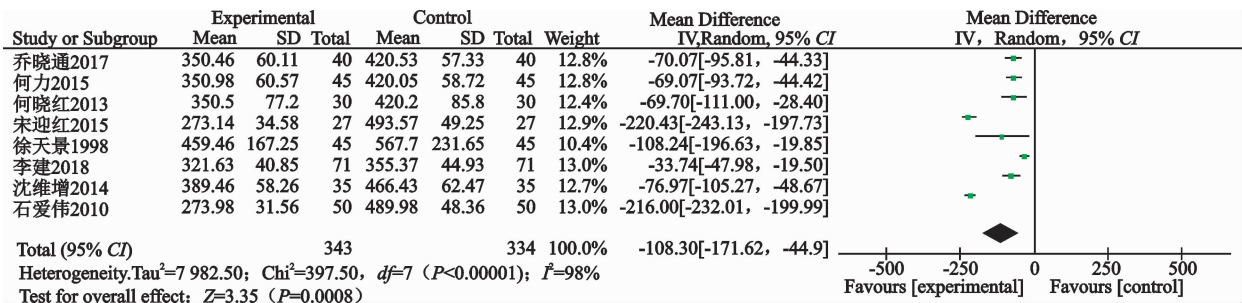 Experimental Control Mean Difference Mean Difference
Study or Subgroup Mean SD Total Mean SD Total Weight IV,Random, 95% CI IV，Random, 95% CI
乔晓通2017 350.46 60.11 40 420.53 57.33 40 12.8% -70.07[-95.81，-44.33]
何力2015 350.98 60.57 45 420.05 58.72 45 12.8% -69.07[-93.72，-44.42]
何晓红2013 350.5 77.2 30 420.2 85.8 30 12.4% -69.70[-111.00，-28.40]
宋迎红2015 273.14 34.58 27 493.57 49.25 27 12.9% -220.43[-243.13，-197.73]
徐天景1998 459.46 167.25 45 567.7 231.65 45 10.4% -108.24[-196.63，-19.85]
李建2018 321.63 40.85 71 355.37 44.93 71 13.0% -33.74[-47.98，-19.50]
沈维增2014 389.46 58.26 35 466.43 62.47 35 12.7% -76.97[-105.27，-48.67]
石爱伟2010 273.98 31.56 50 489.98 48.36 50 13.0% -216.00[-232.01，-199.99]
Total (95% CI) 343 334 100.0% -108.30[-171.62，-44.9]
Heterogeneity.Tau²=7 982.50；Chi²=397.50，df=7（P<0.00001)；I²=98%
Test for overall effect：Z=3.35（P=0.0008）
-500 -250 0 250 500
Favours [experimental] Favours [control]